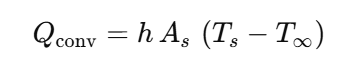 Q_conv = h A_s (T_s − T_∞)